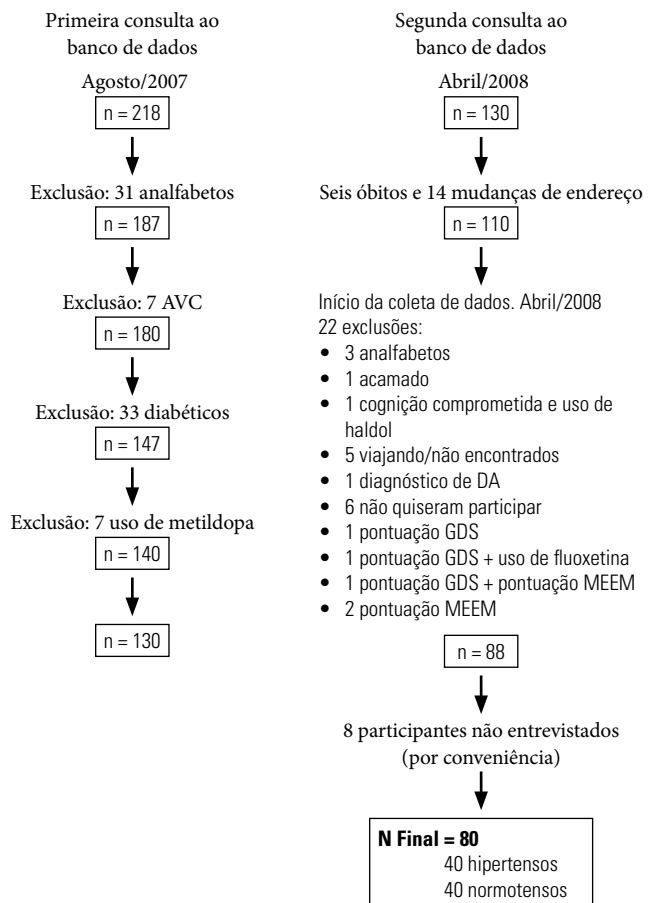 Primeira consulta ao
banco de dados
Agosto/2007
n = 218
Exclusão: 31 analfabetos
n = 187
Exclusão: 7 AVC
n = 180
Exclusão: 33 diabéticos
n = 147
Exclusão: 7 uso de metildopa
n = 140
n = 130
Segunda consulta ao
banco de dados
Abril/2008
n = 130
Seis óbitos e 14 mudanças de endereço
n = 110
Início da coleta de dados. Abril/2008
22 exclusões:
• 3 analfabetos
• 1 acamado
• 1 cognição comprometida e uso de
haldol
• 5 viajando/não encontrados
• 1 diagnóstico de DA
• 6 não quiseram participar
• 1 pontuação GDS
• 1 pontuação GDS + uso de fluoxetina
• 1 pontuação GDS + pontuação MEEM
• 2 pontuação MEEM
n = 88
8 participantes não entrevistados
(por conveniência)
N Final = 80
40 hipertensos
40 normotensos